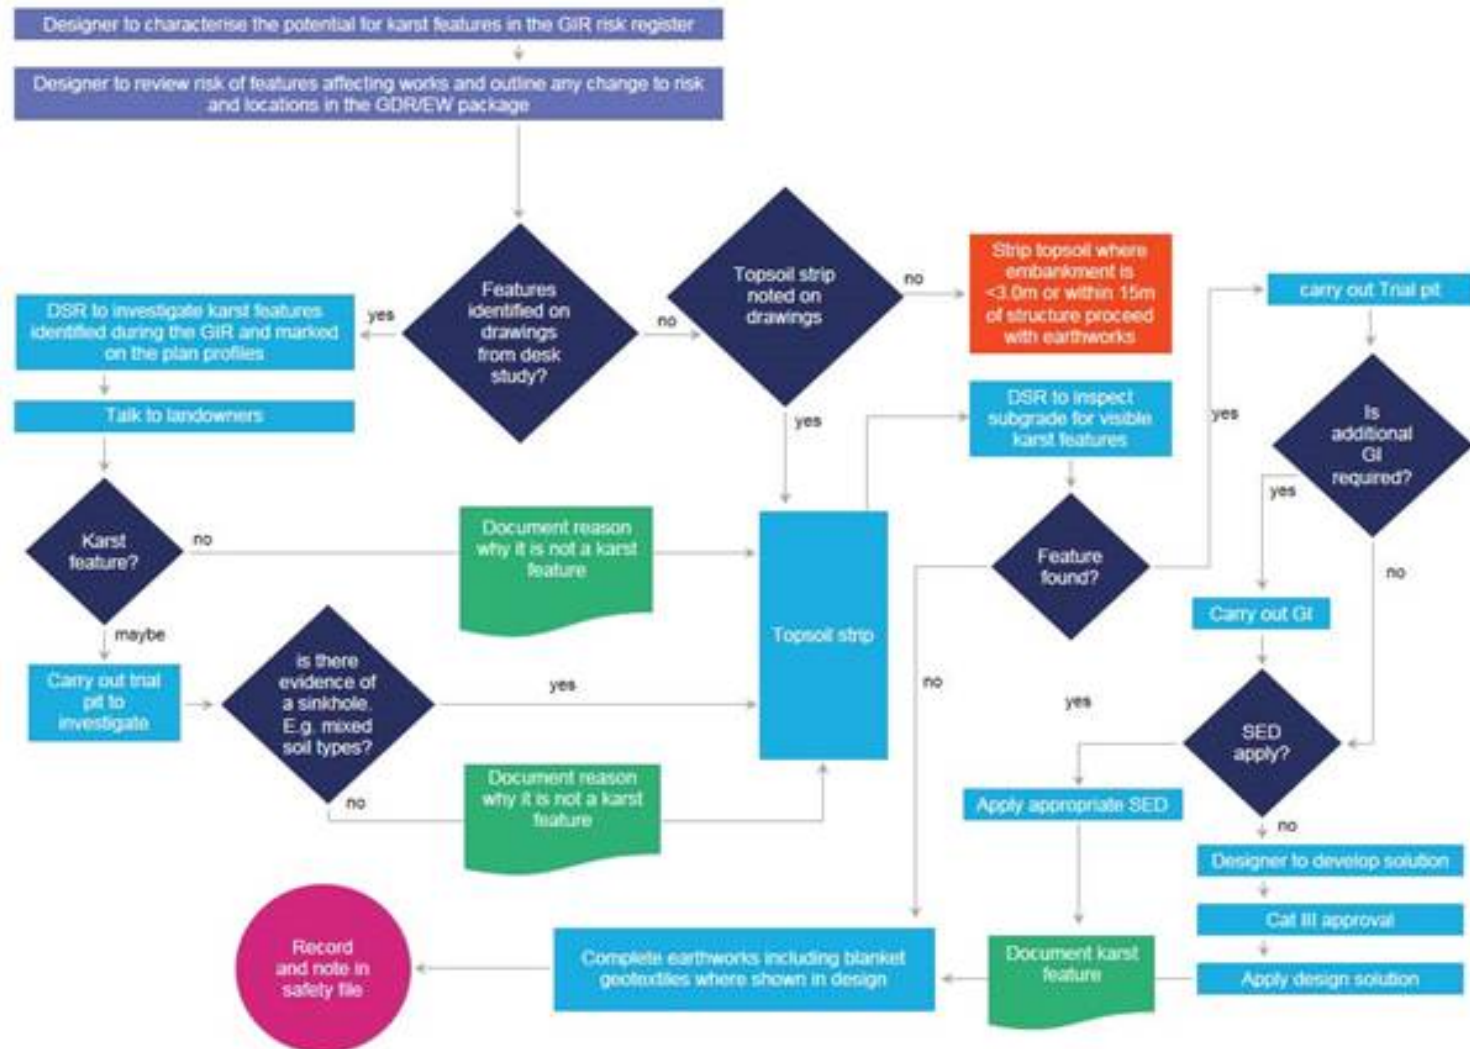 Designer to characterise the potential for karst features in the GIR risk register
Designer to review risk of features affecting works and outline any change to risk
and locations in the GDR/EW package
Features
identified on
drawings
from desk
study?
yes
no
DSR to investigate karst features
identified during the GIR and marked
on the plan profiles
Talk to landowners
Karst
feature?
no
maybe
Document reason
why it is not a karst
feature
Carry out trial
pit to
investigate
is there
evidence of
a sinkhole.
E.g. mixed
soil types?
yes
no
Document reason
why it is not a karst
feature
Topsoil strip
noted on
drawings
no
yes
Strip topsoil where
embankment is
<3.0m or within 15m
of structure proceed
with earthworks
Topsoil strip
DSR to inspect
subgrade for visible
karst features
Feature
found?
yes
no
carry out Trial pit
Is
additional
GI
required?
yes
no
Carry out GI
SED
apply?
yes
no
Apply appropriate SED
Designer to develop solution
Cat III approval
Apply design solution
Document karst
feature
Complete earthworks including blanket
geotextiles where shown in design
Record
and note in
safety file